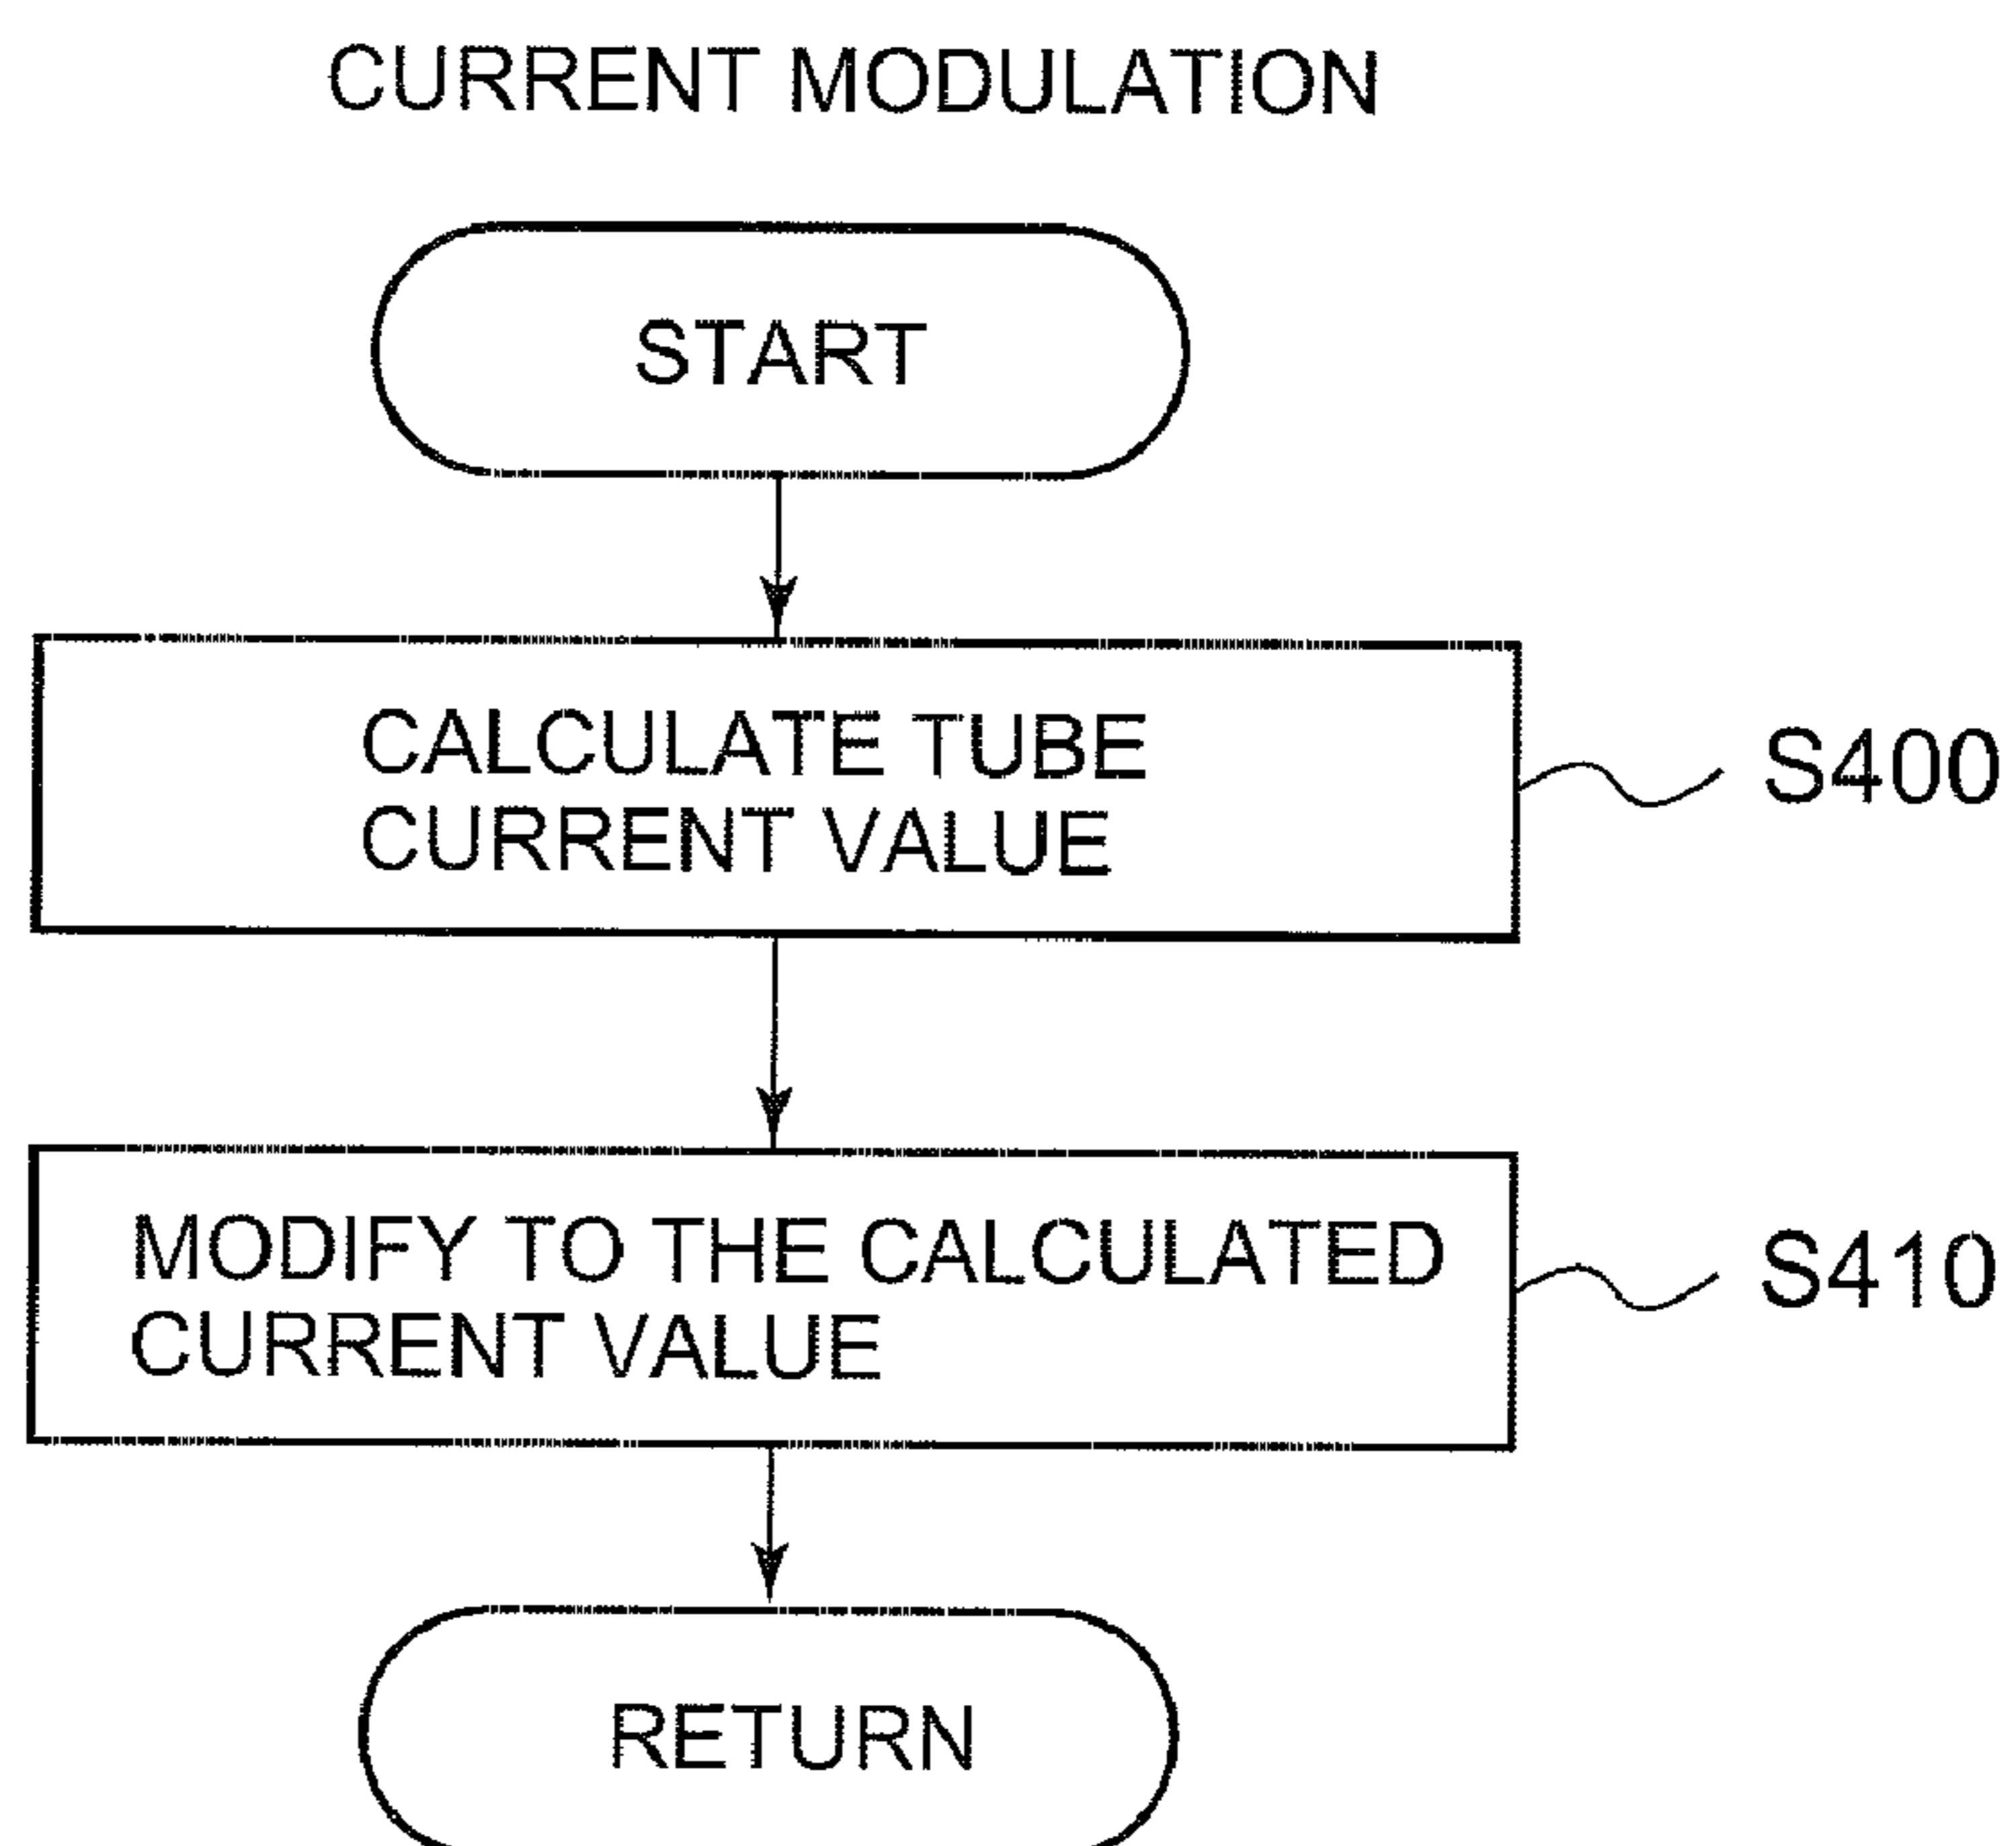 CURRENT MODULATION
START
CALCULATE TUBE
CURRENT VALUE
S400
MODIFY TO THE CALCULATED
CURRENT VALUE
S410
RETURN